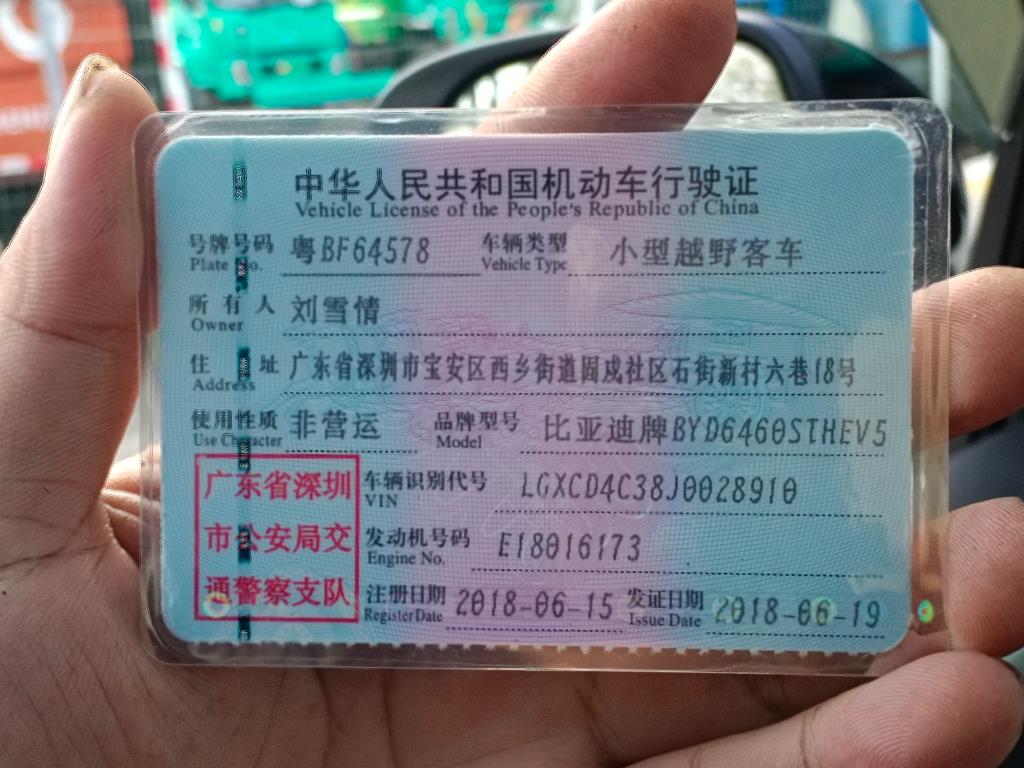 中华人民共和国机动车行驶证
Vehicle License of the People's Republic of China
号牌号码 粤BF64578 车辆类型 小型越野客车
Plate No. Vehicle Type
所有人 刘雪情
Owner
住址 广东省深圳市宝安区西乡街道固戍社区石街新村六巷18号
Address
使用性质 非营运 品牌型号 比亚迪牌BYD6460STHEV5
Use Character Model
广东省深圳
市公安局交
通警察支队
车辆识别代号 LGXCD4C38J0028910
VIN
发动机号码 E18016173
Engine No.
注册日期 2018-06-15 发证日期 2018-06-19
Register Date Issue Date